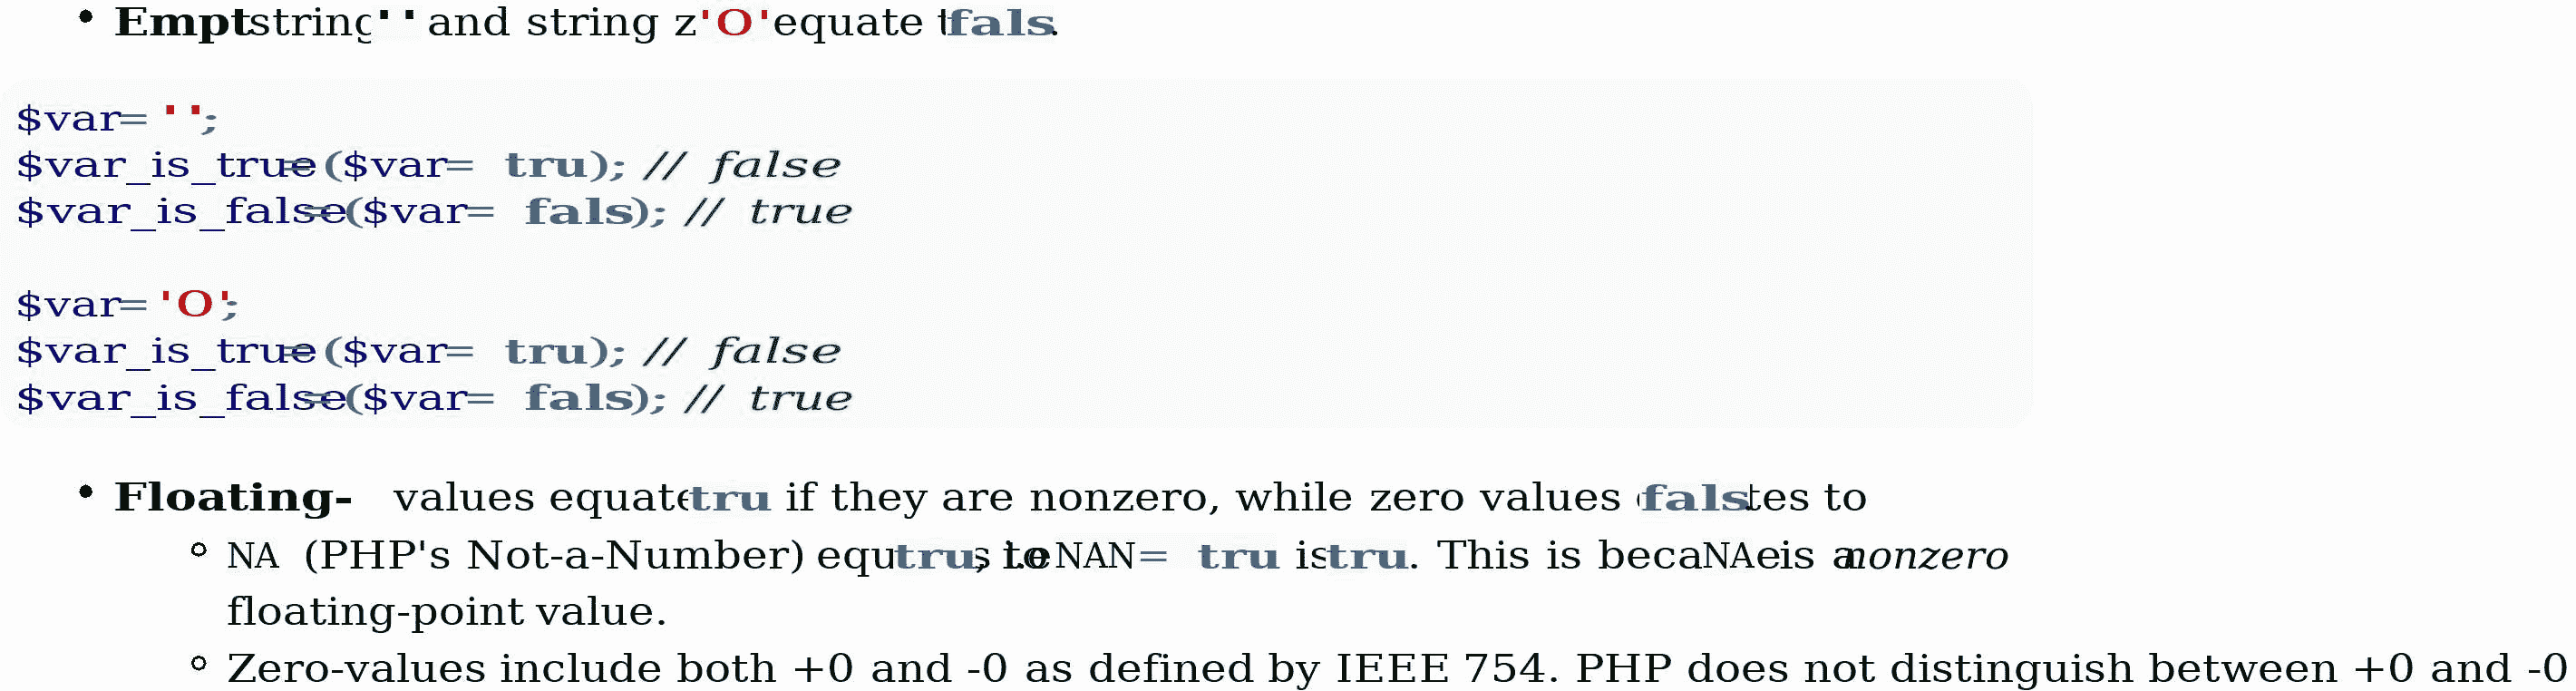 • Empt string '' and string z '0' equate t fals.
$var= '';
$var_is_true=($var= tru); // false
$var_is_false=($var= fals); // true
$var= '0';
$var_is_true=($var= tru); // false
$var_is_false=($var= fals); // true
• Floating- values equate tru if they are nonzero, while zero values fals tes to
◦ NA (PHP's Not-a-Number) equ tru, NAN= tru is tru. This is beca NA is a nonzero
floating-point value.
◦ Zero-values include both +0 and -0 as defined by IEEE 754. PHP does not distinguish between +0 and -0